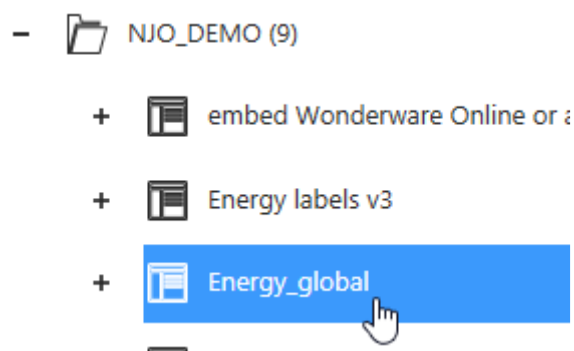 NJO_DEMO (9)
embed Wonderware Online or
Energy labels v3
Energy_global